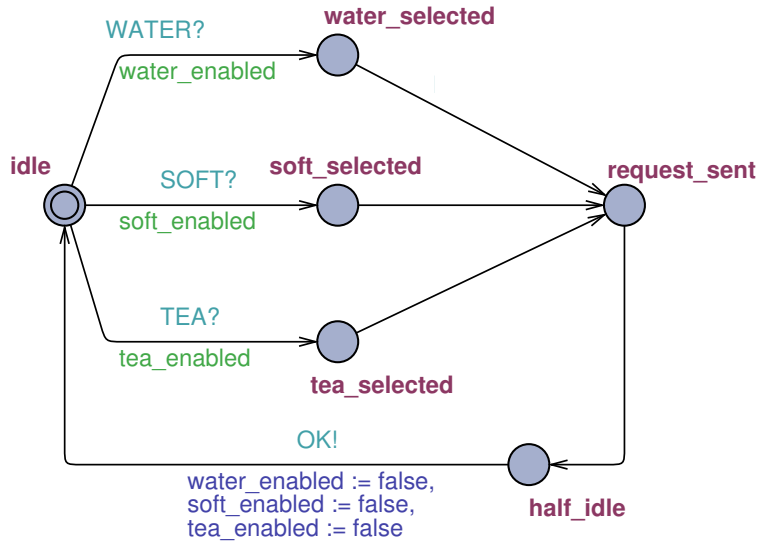 water_selected
WATER?
water_enabled
idle
SOFT?
soft_selected
request_sent
soft_enabled
TEA?
tea_enabled
tea_selected
OK!
water_enabled := false,
soft_enabled := false,
tea_enabled := false
half_idle